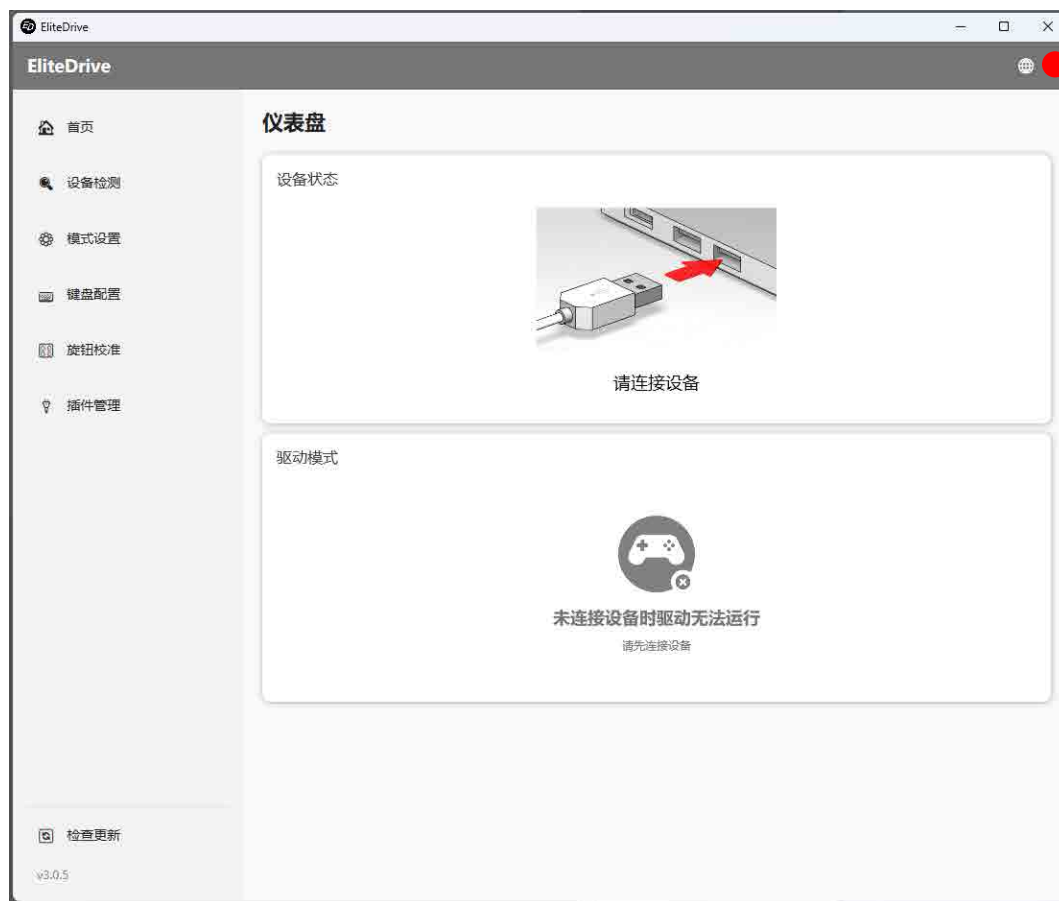 EliteDrive
EliteDrive
首页
设备检测
模式设置
键盘配置
旋钮校准
插件管理
检查更新
v3.0.5
仪表盘
设备状态
请连接设备
驱动模式
未连接设备时驱动无法运行
请先连接设备